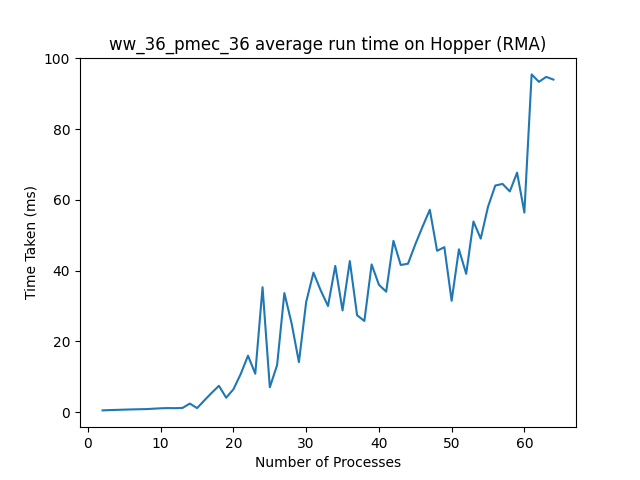 ww_36_pmec_36 average run time on Hopper (RMA)
100
80
60
40
20
0
Time Taken (ms)
0 10 20 30 40 50 60
Number of Processes